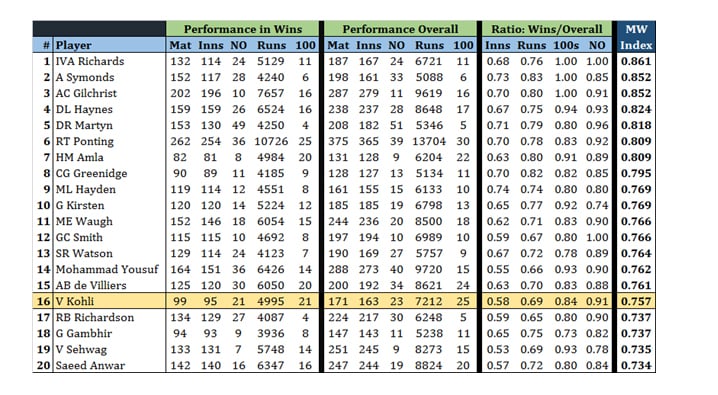 Performance in Wins Performance Overall Ratio: Wins/Overall MW
# Player Mat Inns NO Runs 100 Mat Inns NO Runs 100 Inns Runs 100s NO Index
1 IVA Richards 132 114 24 5129 11 187 167 24 6721 11 0.68 0.76 1.00 1.00 0.861
2 A Symonds 152 117 28 4240 6 198 161 33 5088 6 0.73 0.83 1.00 0.85 0.852
3 AC Gilchrist 202 196 10 7657 16 287 279 11 9619 16 0.70 0.80 1.00 0.91 0.852
4 DL Haynes 159 159 26 6524 16 238 237 28 8648 17 0.67 0.75 0.94 0.93 0.824
5 DR Martyn 153 130 49 4250 4 208 182 51 5346 5 0.71 0.79 0.80 0.96 0.818
6 RT Ponting 262 254 36 10726 25 375 365 39 13704 30 0.70 0.78 0.83 0.92 0.809
7 HM Amla 82 81 8 4984 20 131 128 9 6204 22 0.63 0.80 0.91 0.89 0.809
8 CG Greenidge 90 89 11 4185 9 128 127 13 5134 11 0.70 0.82 0.82 0.85 0.795
9 ML Hayden 119 114 12 4551 8 161 155 15 6133 10 0.74 0.74 0.80 0.80 0.769
10 G Kirsten 120 120 14 5224 12 185 185 19 6798 13 0.65 0.77 0.92 0.74 0.769
11 ME Waugh 152 146 18 6054 15 244 236 20 8500 18 0.62 0.71 0.83 0.90 0.766
12 GC Smith 115 115 10 4692 8 197 194 10 6989 10 0.59 0.67 0.80 1.00 0.766
13 SR Watson 129 114 24 4123 7 190 169 27 5757 9 0.67 0.72 0.78 0.89 0.764
14 Mohammad Yousuf 164 151 36 6426 14 288 273 40 9720 15 0.55 0.66 0.93 0.90 0.762
15 AB de Villiers 125 120 30 6050 20 200 192 34 8621 24 0.63 0.70 0.83 0.88 0.761
16 V Kohli 99 95 21 4995 21 171 163 23 7212 25 0.58 0.69 0.84 0.91 0.757
17 RB Richardson 134 129 27 4087 4 224 217 30 6248 5 0.59 0.65 0.80 0.90 0.737
18 G Gambhir 94 93 9 3936 8 147 143 11 5238 11 0.65 0.75 0.73 0.82 0.737
19 V Sehwag 133 131 7 5748 14 251 245 9 8273 15 0.53 0.69 0.93 0.78 0.735
20 Saeed Anwar 142 140 16 6347 16 247 244 19 8824 20 0.57 0.72 0.80 0.84 0.734